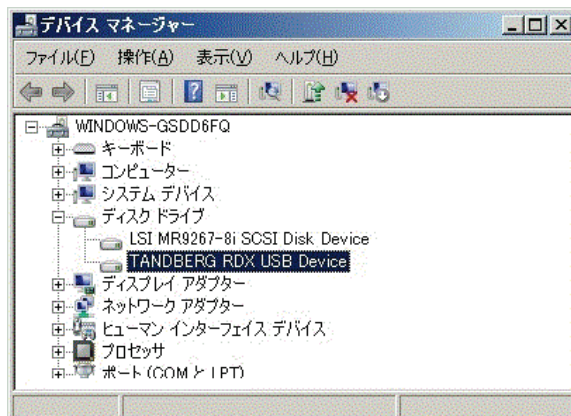 デバイス マネージャー
ファイル(F) 操作(A) 表示(V) ヘルプ(H)
WINDOWS-GSDD6FQ
キーボード
コンピューター
システム デバイス
ディスク ドライブ
LSI MR9267-8i SCSI Disk Device
TANDBERG RDX USB Device
ディスプレイ アダプター
ネットワーク アダプター
ヒューマン インターフェイス デバイス
プロセッサ
ポート (COM と LPT)